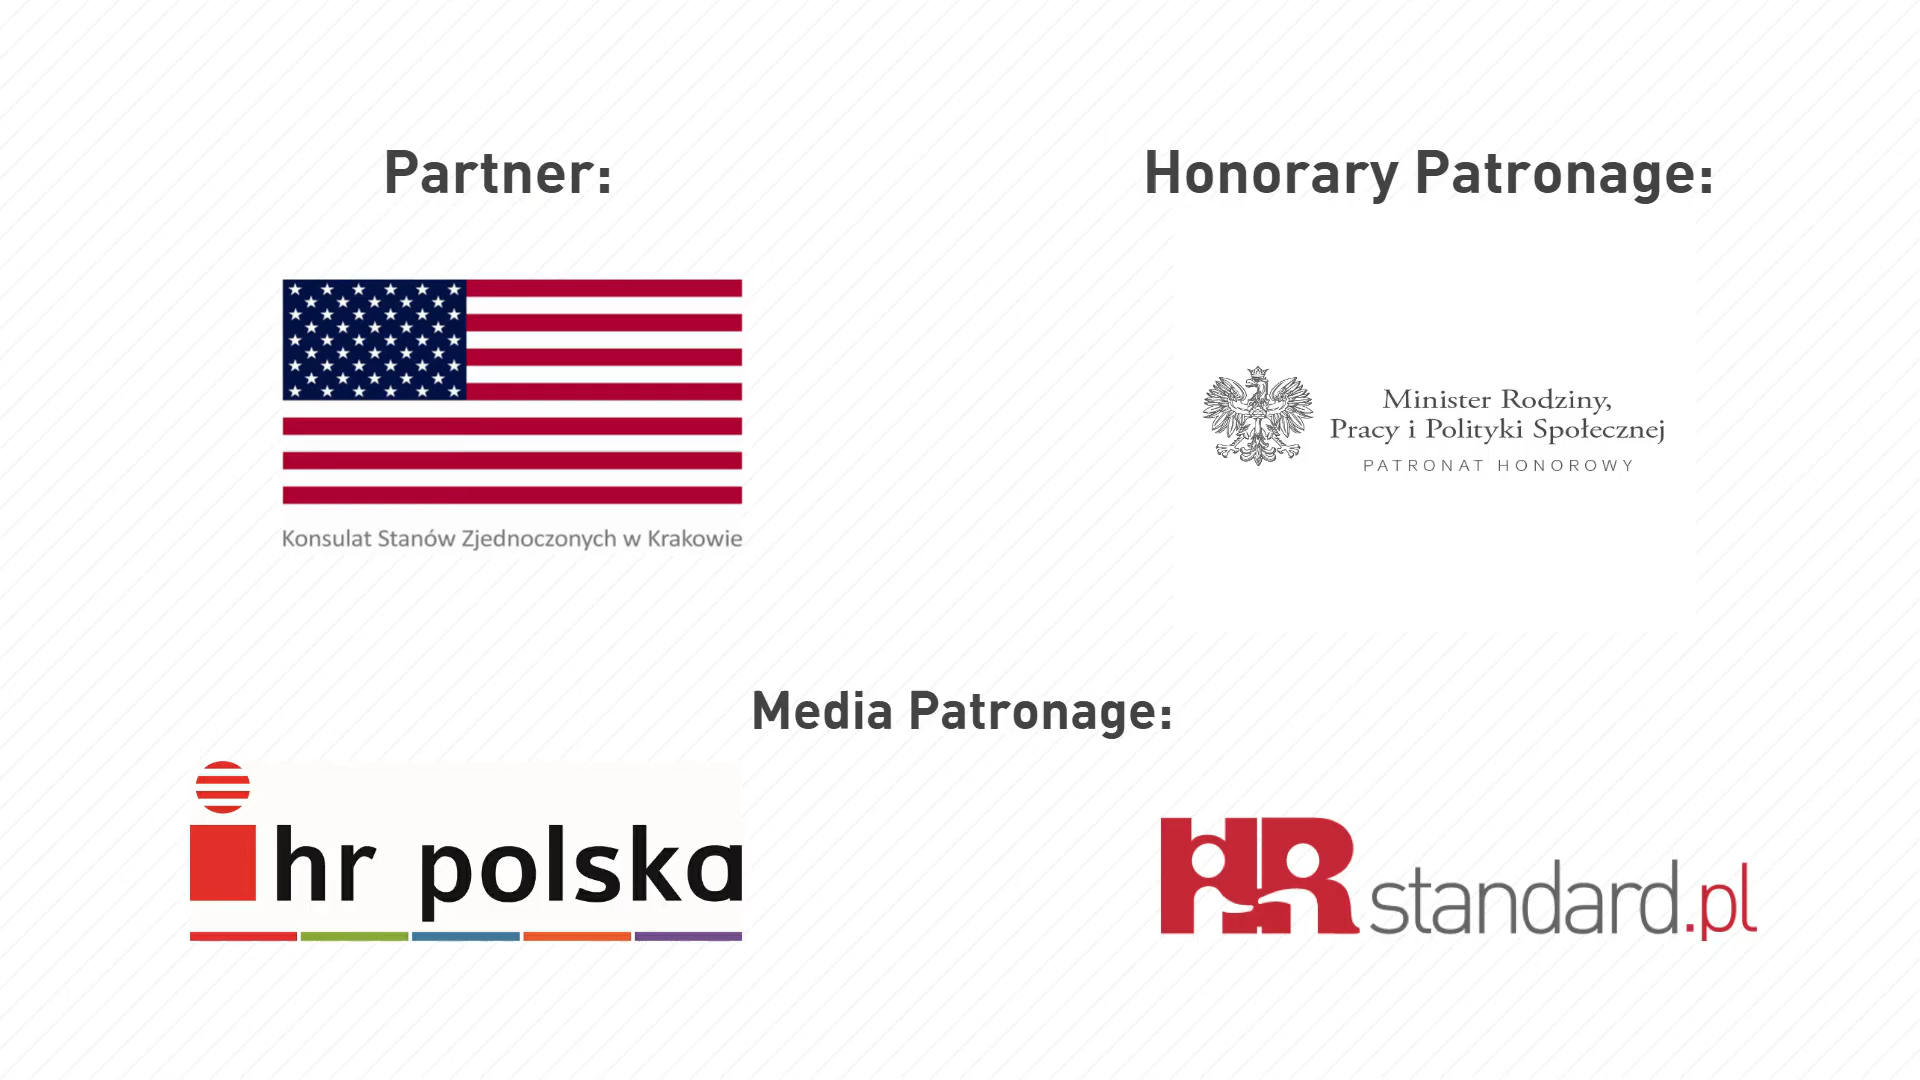 Partner:
Honorary Patronage:
Minister Rodziny,
Pracy i Polityki Społecznej
PATRONAT HONOROWY
Konsulat Stanów Zjednoczonych w Krakowie
Media Patronage:
hr polska
HR standard.pl